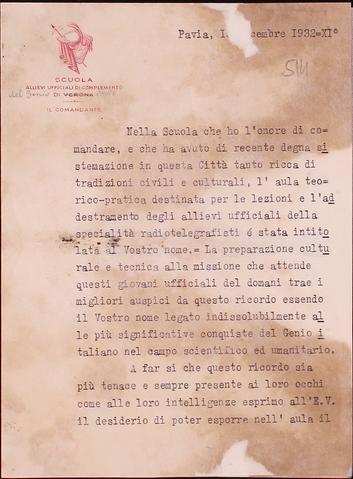 Pavia, 1 dicembre 1932=XI°
SCUOLA
ALLIEVI UFFICIALI DI COMPLEMENTO
del Genio DI VERONA
IL COMANDANTE
Nella Scuola che ho l'onore di co-
mandare, e che ha avuto di recente degna si
stemazione in questa Città tanto ricca di
tradizioni civili e culturali, l' aula teo-
rico-pratica destinata per le lezioni e l'ad
destramento degli allievi ufficiali della
specialità radiotelegrafisti é stata intito
lata al Vostro nome.= La preparazione cultu
rale e tecnica alla missione che attende
questi giovani ufficiali del domani trae i
migliori auspici da questo ricordo essendo
il Vostro nome legato indissolubilmente al
le più significative conquiste del Genio i
taliano nel campo scientifico ed umanitario.
A far si che questo ricordo sia
più tenace e sempre presente ai loro occhi
come alle loro intelligenze esprimo all'E.V.
il desiderio di poter esporre nell' aula il